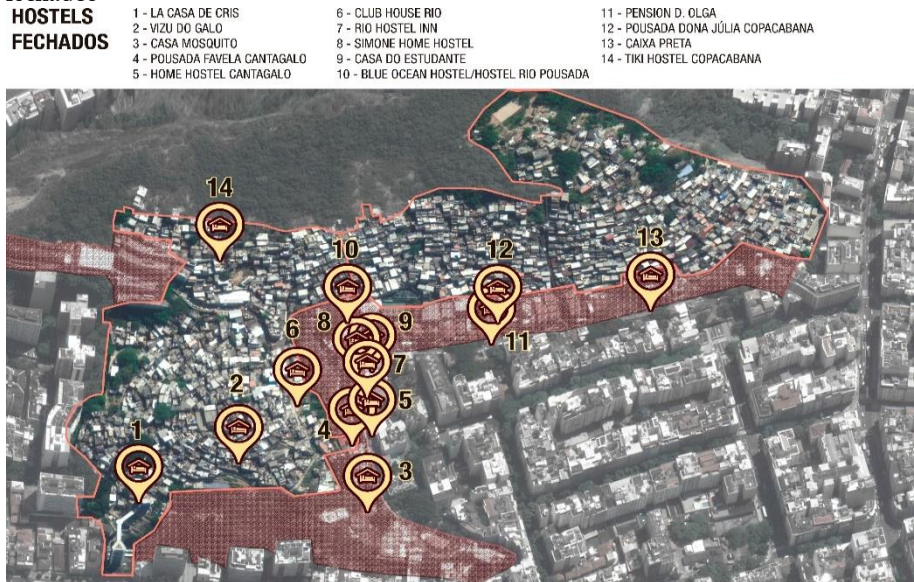 HOSTELS
FECHADOS
1 - LA CASA DE CRIS
2 - VIZU DO GALO
3 - CASA MOSQUITO
4 - POUSADA FAVELA CANTAGALO
5 - HOME HOSTEL CANTAGALO
6 - CLUB HOUSE RIO
7 - RIO HOSTEL INN
8 - SIMONE HOME HOSTEL
9 - CASA DO ESTUDANTE
10 - BLUE OCEAN HOSTEL/HOSTEL RIO POUSADA
11 - PENSION D. OLGA
12 - POUSADA DONA JÚLIA COPACABANA
13 - CAIXA PRETA
14 - TIKI HOSTEL COPACABANA
14
10
12
13
8
9
11
6
7
2
5
4
1
3